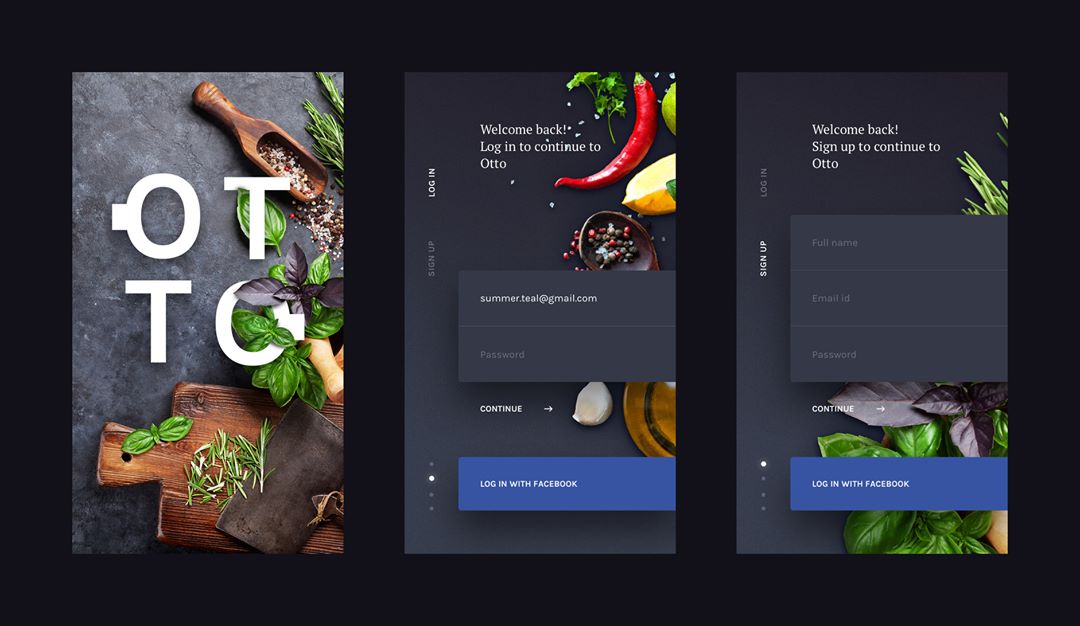 OT
TO
Welcome back!
Log in to continue to
Otto
LOG IN
SIGN UP
summer.teal@gmail.com
Password
CONTINUE
LOG IN WITH FACEBOOK
Welcome back!
Sign up to continue to
Otto
LOG IN
SIGN UP
Full name
Email id
Password
CONTINUE
LOG IN WITH FACEBOOK